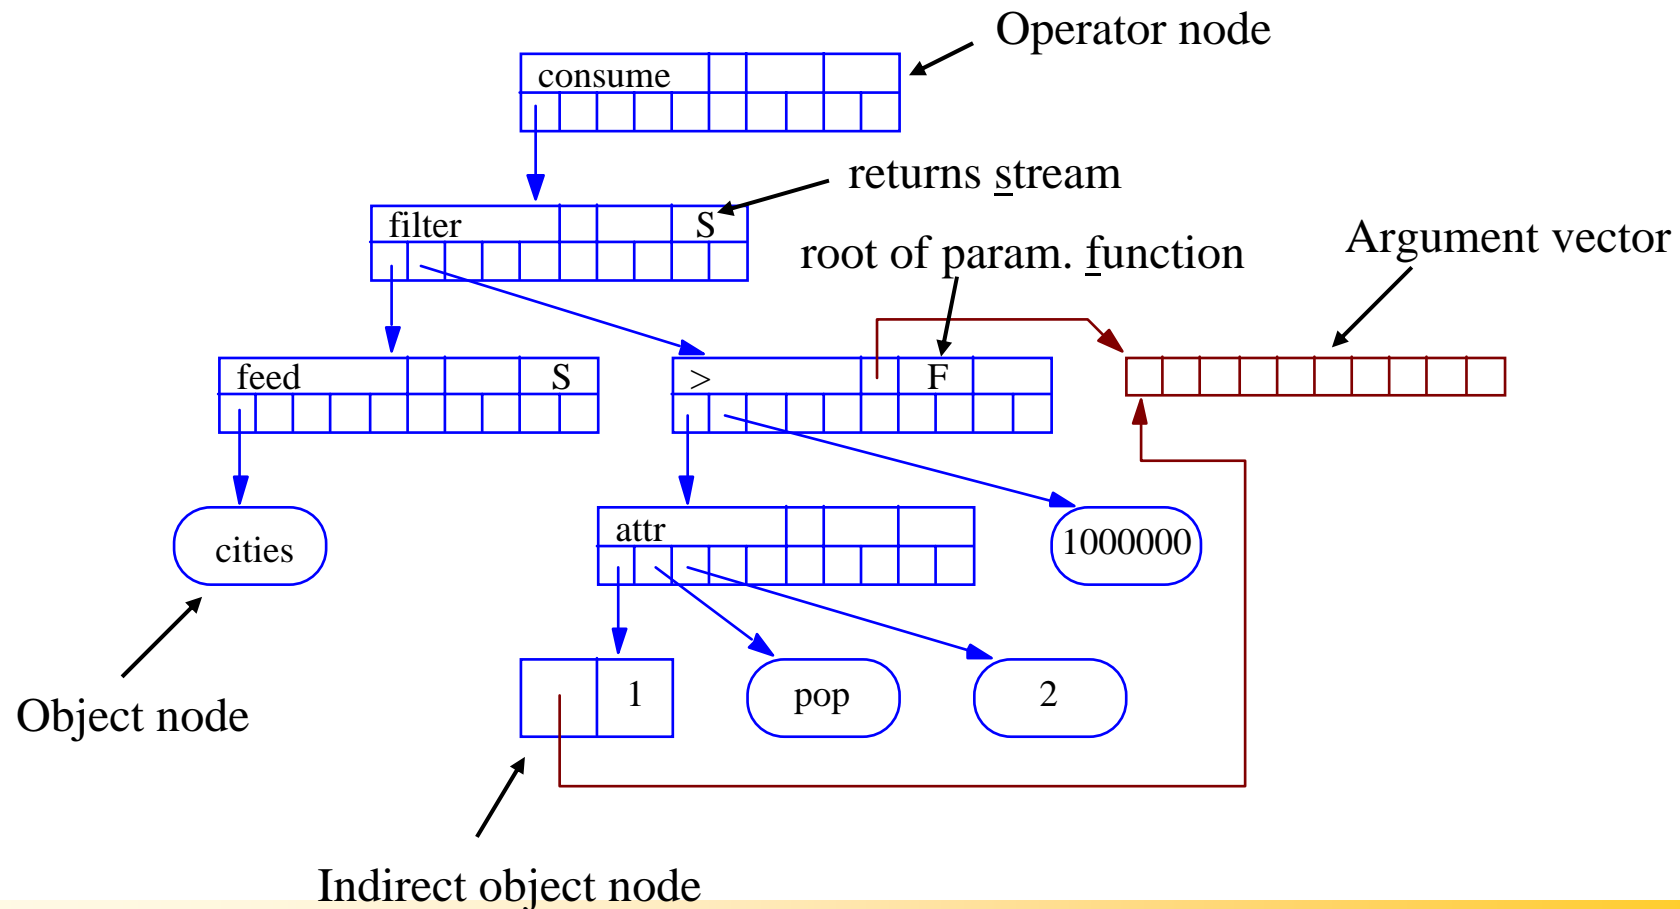 Operator node
consume
returns stream
filter S
root of param. function
Argument vector
feed S
> F
attr
1000000
cities
1
pop
2
Object node
Indirect object node